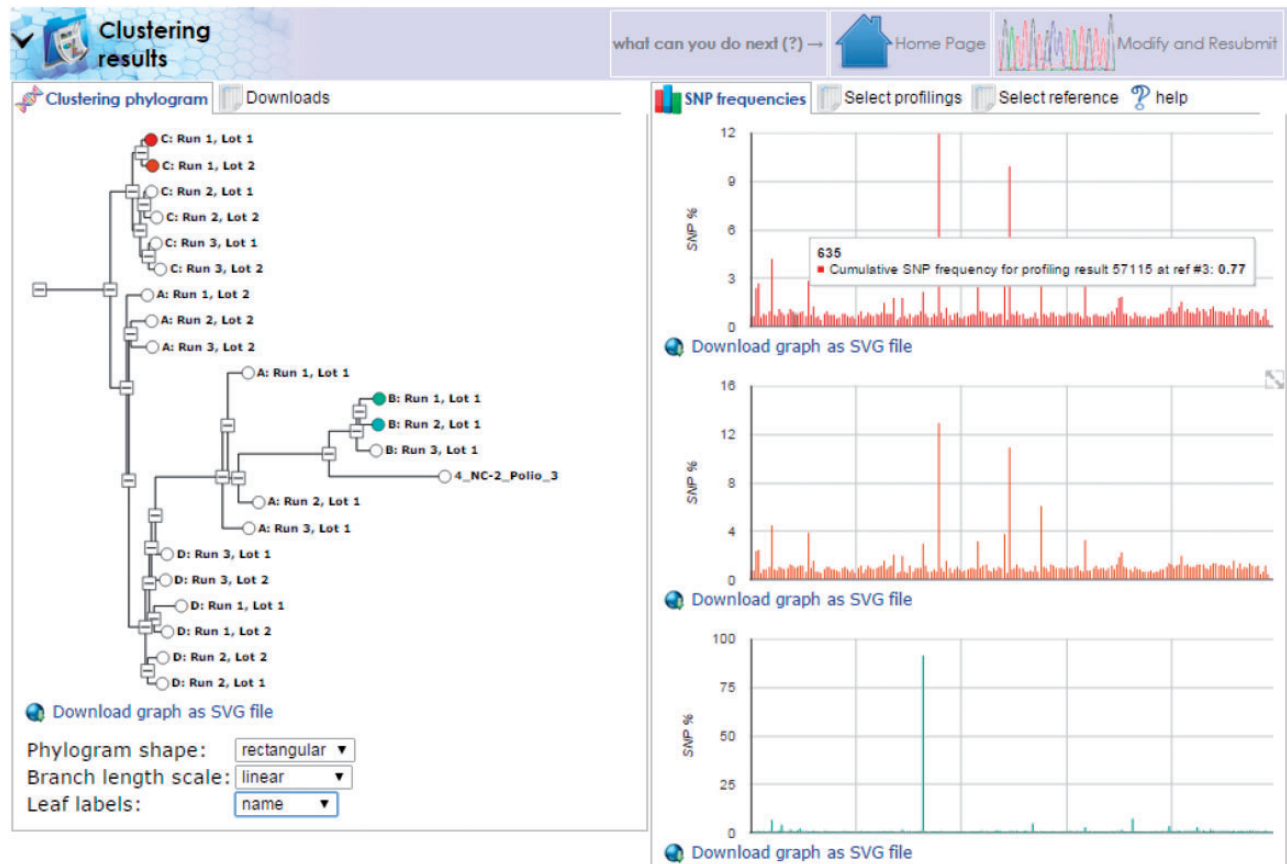 Clustering
results
what can you do next (?) →
Home Page
Modify and Resubmit
Clustering phylogram
Downloads
C: Run 1, Lot 1
C: Run 1, Lot 2
C: Run 2, Lot 1
C: Run 2, Lot 2
C: Run 3, Lot 1
C: Run 3, Lot 2
A: Run 1, Lot 2
A: Run 2, Lot 2
A: Run 3, Lot 2
A: Run 1, Lot 1
B: Run 1, Lot 1
B: Run 2, Lot 1
B: Run 3, Lot 1
4_NC-2_Polio_3
A: Run 2, Lot 1
A: Run 3, Lot 1
D: Run 3, Lot 1
D: Run 3, Lot 2
D: Run 1, Lot 1
D: Run 1, Lot 2
D: Run 2, Lot 2
D: Run 2, Lot 1
Download graph as SVG file
Phylogram shape: rectangular ▼
Branch length scale: linear ▼
Leaf labels: name ▼
SNP frequencies
Select profilings
Select reference
? help
12
9
6
3
0
SNP %
635
Cumulative SNP frequency for profiling result 57115 at ref #3: 0.77
Download graph as SVG file
16
12
8
4
0
SNP %
Download graph as SVG file
100
75
50
25
0
SNP %
Download graph as SVG file